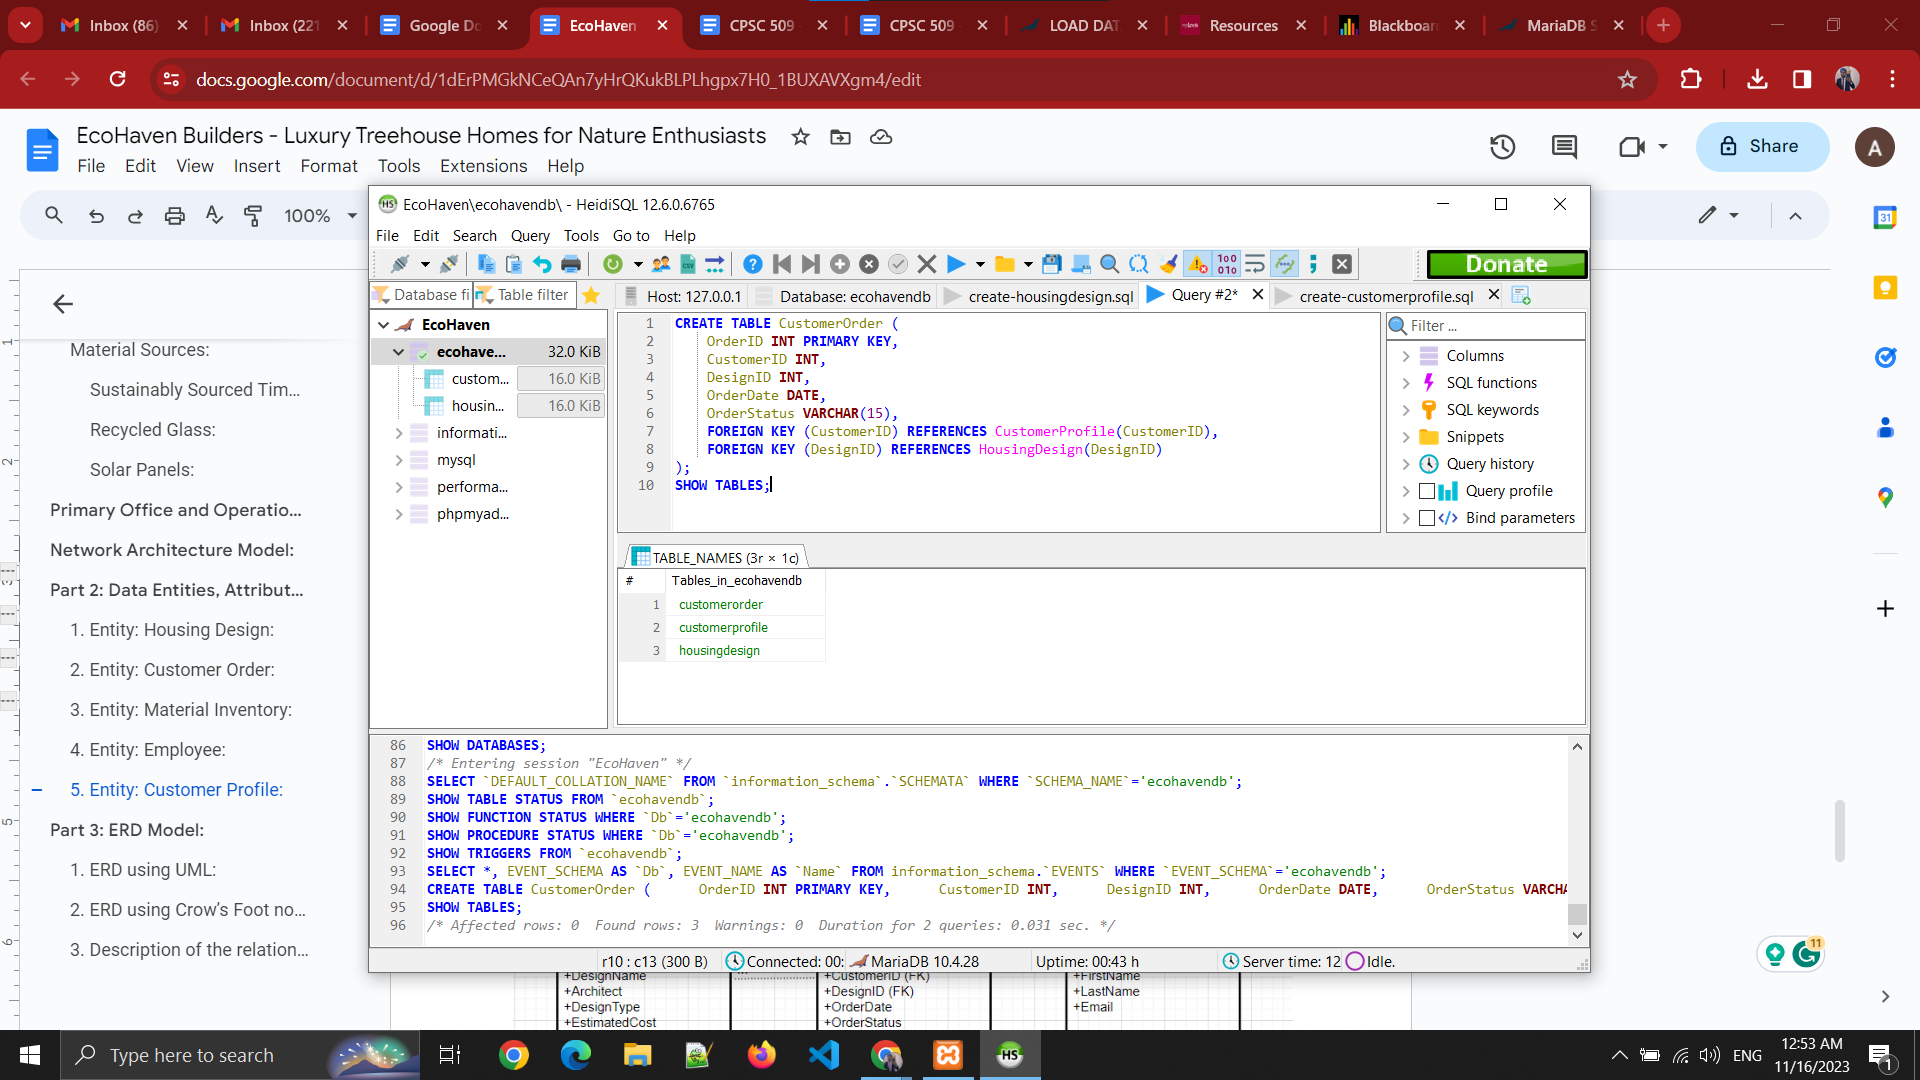 Inbox (86)
Inbox (221
Google Do
EcoHaven
CPSC 509
CPSC 509
LOAD DAT
Resources
Blackboar
MariaDB S
docs.google.com/document/d/1dErPMGkNCeQAn7yHrQKukBLPLhgpx7H0_1BUXAVXgm4/edit
EcoHaven Builders - Luxury Treehouse Homes for Nature Enthusiasts
File Edit View Insert Format Tools Extensions Help
Share
A
100%
31
EcoHaven\ecohavendb\ - HeidiSQL 12.6.0.6765
File Edit Search Query Tools Go to Help
Donate
Database fi
Table filter
Host: 127.0.0.1
Database: ecohavendb
create-housingdesign.sql
Query #2*
create-customerprofile.sql
EcoHaven
ecohave... 32.0 KiB
custom... 16.0 KiB
housin... 16.0 KiB
informati...
mysql
performa...
phpmyad...
1 CREATE TABLE CustomerOrder (
2 OrderID INT PRIMARY KEY,
3 CustomerID INT,
4 DesignID INT,
5 OrderDate DATE,
6 OrderStatus VARCHAR(15),
7 FOREIGN KEY (CustomerID) REFERENCES CustomerProfile(CustomerID),
8 FOREIGN KEY (DesignID) REFERENCES HousingDesign(DesignID)
9 );
10 SHOW TABLES;
Filter ...
Columns
SQL functions
SQL keywords
Snippets
Query history
Query profile
Bind parameters
TABLE_NAMES (3r × 1c)
# Tables_in_ecohavendb
1 customerorder
2 customerprofile
3 housingdesign
86 SHOW DATABASES;
87 /* Entering session "EcoHaven" */
88 SELECT `DEFAULT_COLLATION_NAME` FROM `information_schema`.`SCHEMATA` WHERE `SCHEMA_NAME`='ecohavendb';
89 SHOW TABLE STATUS FROM `ecohavendb`;
90 SHOW FUNCTION STATUS WHERE `Db`='ecohavendb';
91 SHOW PROCEDURE STATUS WHERE `Db`='ecohavendb';
92 SHOW TRIGGERS FROM `ecohavendb`;
93 SELECT *, EVENT_SCHEMA AS `Db`, EVENT_NAME AS `Name` FROM information_schema.`EVENTS` WHERE `EVENT_SCHEMA`='ecohavendb';
94 CREATE TABLE CustomerOrder ( OrderID INT PRIMARY KEY, CustomerID INT, DesignID INT, OrderDate DATE, OrderStatus VARCHA
95 SHOW TABLES;
96 /* Affected rows: 0 Found rows: 3 Warnings: 0 Duration for 2 queries: 0.031 sec. */
r10 : c13 (300 B)
Connected: 00:
MariaDB 10.4.28
Uptime: 00:43 h
Server time: 12
Idle.
Material Sources:
Sustainably Sourced Tim...
Recycled Glass:
Solar Panels:
Primary Office and Operatio...
Network Architecture Model:
Part 2: Data Entities, Attribut...
1. Entity: Housing Design:
2. Entity: Customer Order:
3. Entity: Material Inventory:
4. Entity: Employee:
5. Entity: Customer Profile:
Part 3: ERD Model:
1. ERD using UML:
2. ERD using Crow's Foot no...
3. Description of the relation...
+DesignName
+Architect
+DesignType
+EstimatedCost
+CustomerID (FK)
+DesignID (FK)
+OrderDate
+OrderStatus
+FirstName
+LastName
+Email
11
Type here to search
HS
ENG
12:53 AM
11/16/2023
1